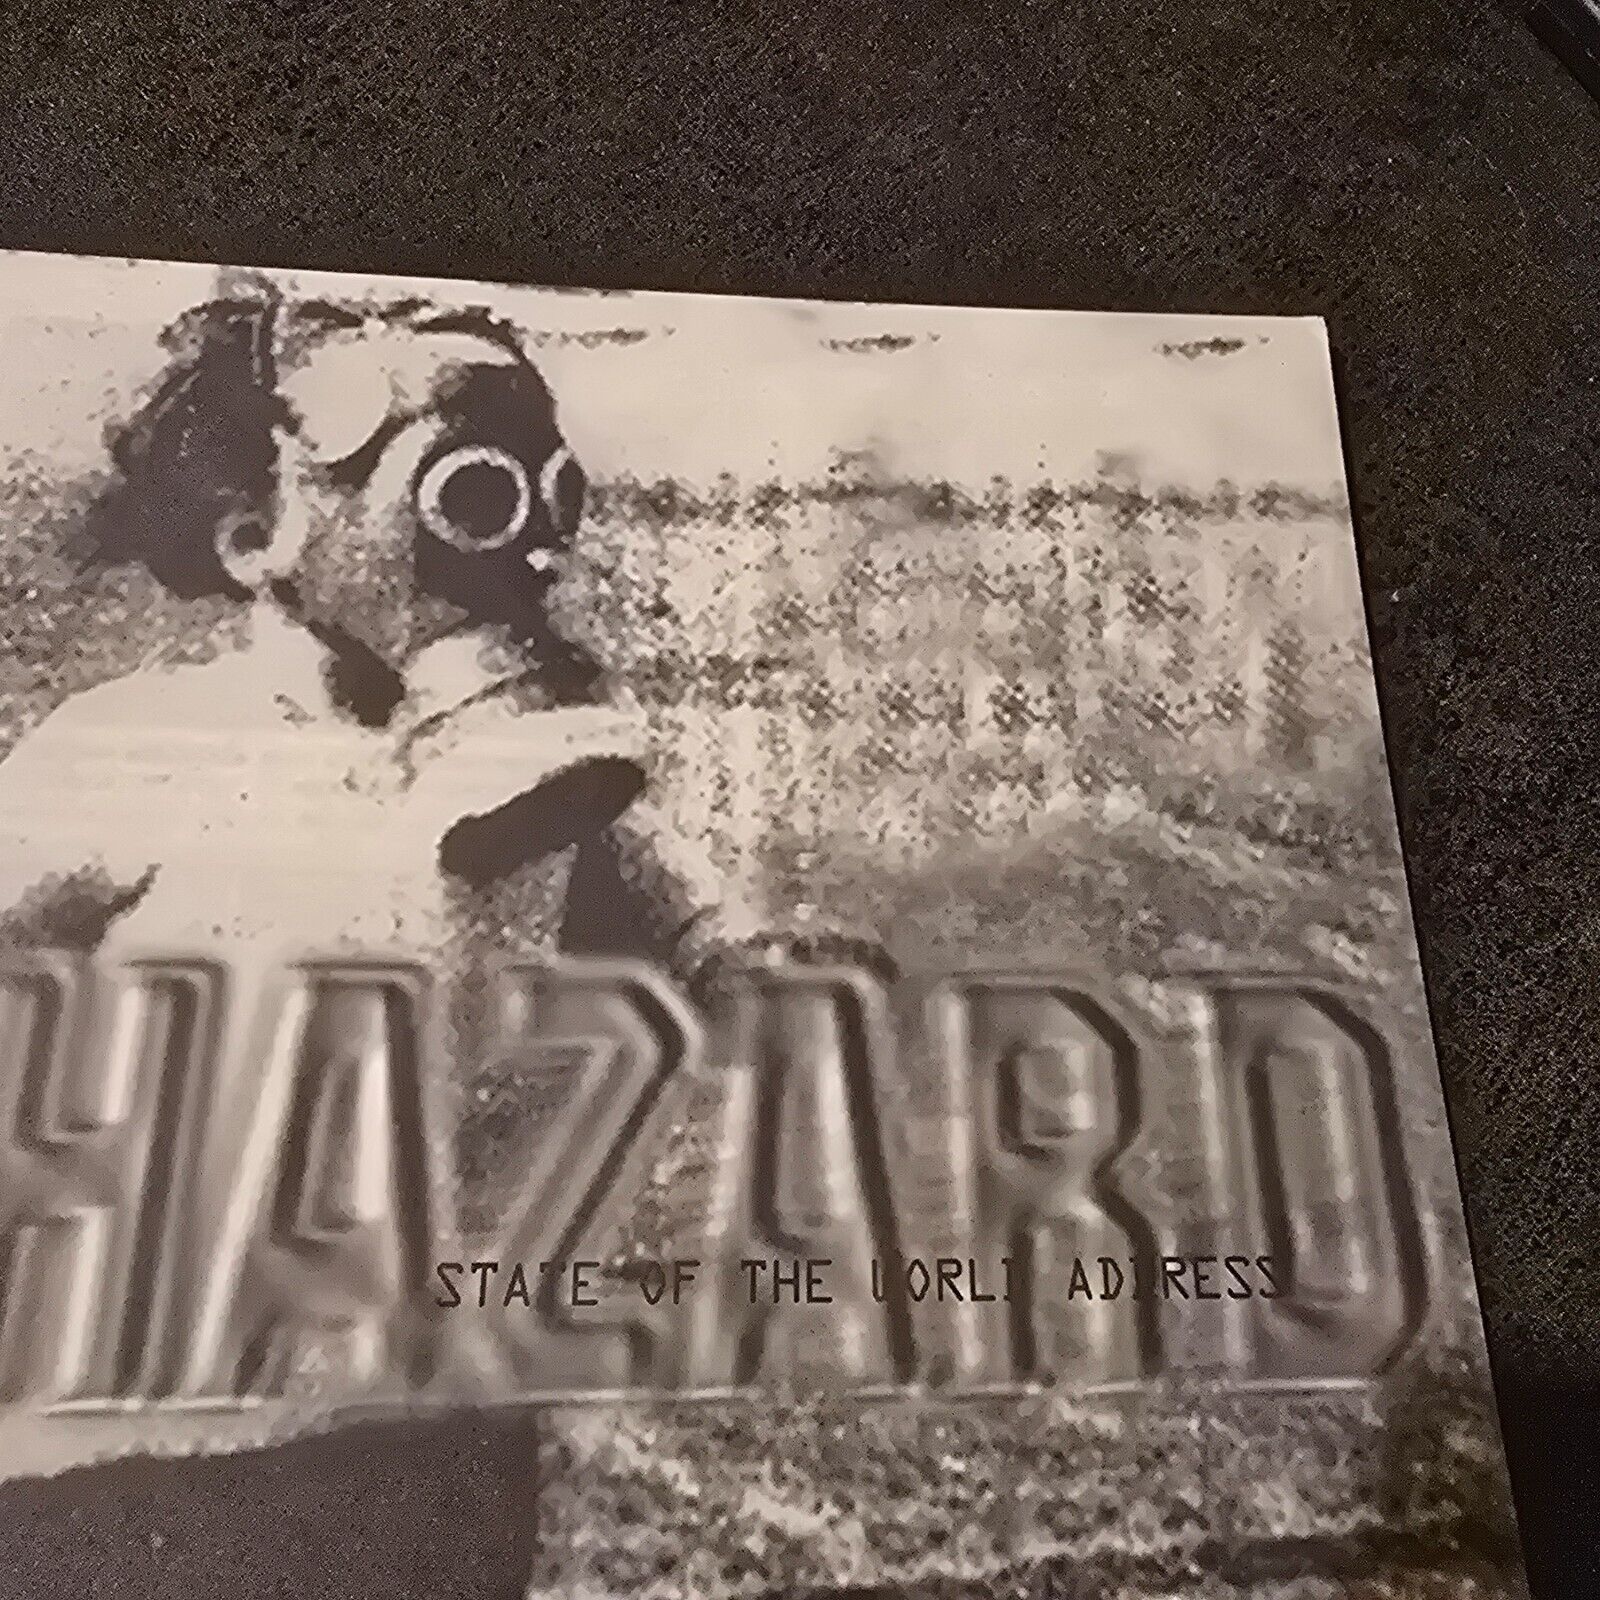 HAZARD
STATE OF THE WORLD ADDRESS